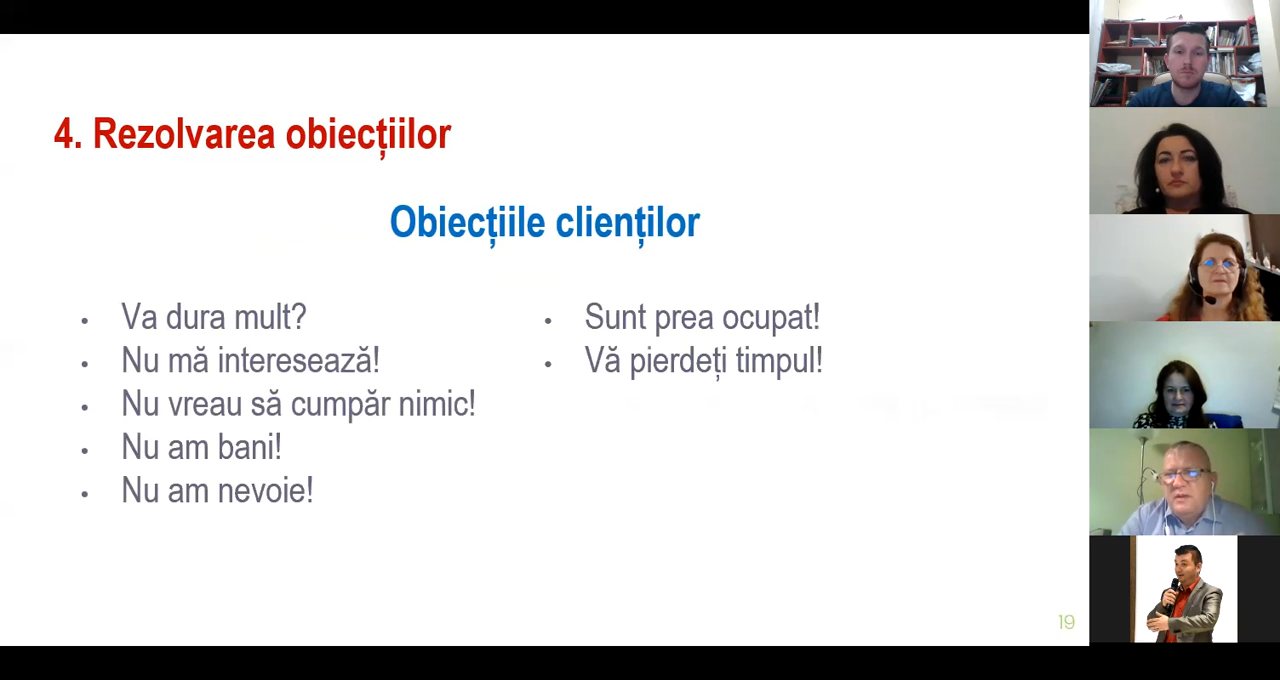 4. Rezolvarea obiecțiilor
Obiecțiile clienților
• Va dura mult?
• Nu mă interesează!
• Nu vreau să cumpăr nimic!
• Nu am bani!
• Nu am nevoie!
• Sunt prea ocupat!
• Vă pierdeți timpul!
19